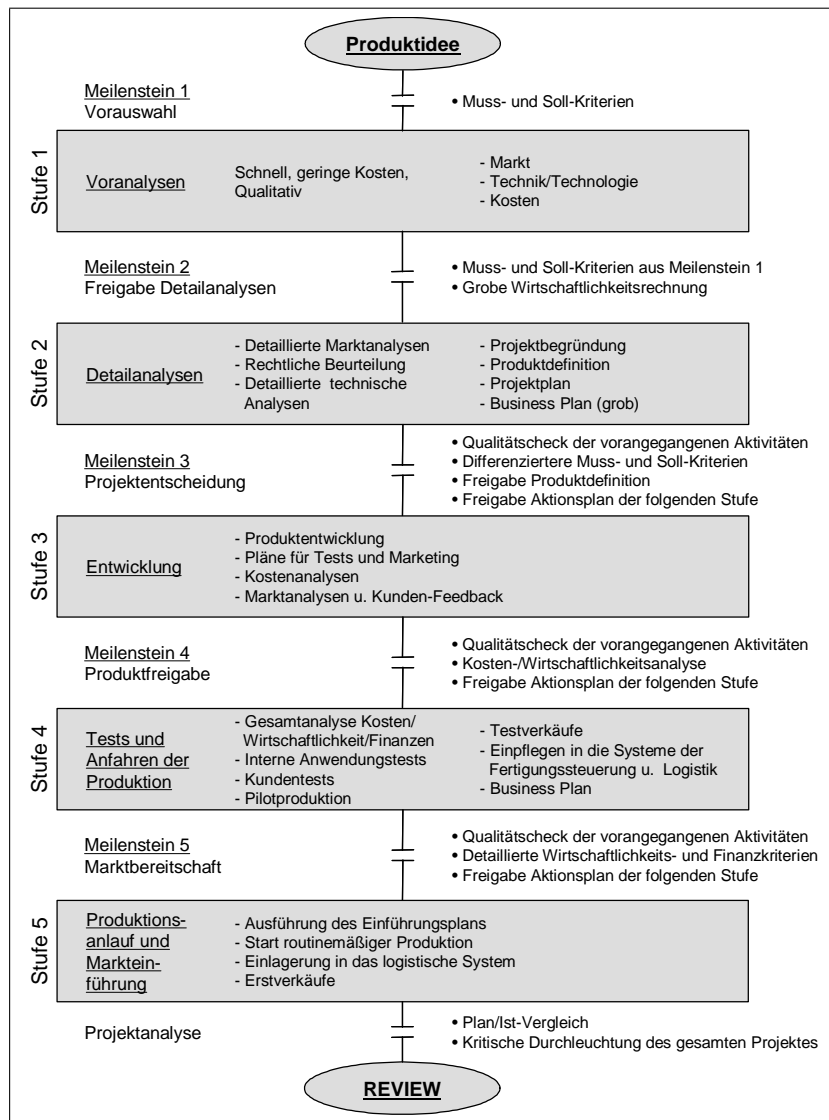 Produktidee
Meilenstein 1
Vorauswahl
• Muss- und Soll-Kriterien
Stufe 1
Voranalysen
Schnell, geringe Kosten,
Qualitativ
- Markt
- Technik/Technologie
- Kosten
Meilenstein 2
Freigabe Detailanalysen
• Muss- und Soll-Kriterien aus Meilenstein 1
• Grobe Wirtschaftlichkeitsrechnung
Stufe 2
Detailanalysen
- Detaillierte Marktanalysen
- Rechtliche Beurteilung
- Detaillierte technische
Analysen
- Projektbegründung
- Produktdefinition
- Projektplan
- Business Plan (grob)
Meilenstein 3
Projektentscheidung
• Qualitätscheck der vorangegangenen Aktivitäten
• Differenziertere Muss- und Soll-Kriterien
• Freigabe Produktdefinition
• Freigabe Aktionsplan der folgenden Stufe
Stufe 3
Entwicklung
- Produktentwicklung
- Pläne für Tests und Marketing
- Kostenanalysen
- Marktanalysen u. Kunden-Feedback
Meilenstein 4
Produktfreigabe
• Qualitätscheck der vorangegangenen Aktivitäten
• Kosten-/Wirtschaftlichkeitsanalyse
• Freigabe Aktionsplan der folgenden Stufe
Stufe 4
Tests und
Anfahren der
Produktion
- Gesamtanalyse Kosten/
Wirtschaftlichkeit/Finanzen
- Interne Anwendungstests
- Kundentests
- Pilotproduktion
- Testverkäufe
- Einpflegen in die Systeme der
Fertigungssteuerung u. Logistik
- Business Plan
Meilenstein 5
Marktbereitschaft
• Qualitätscheck der vorangegangenen Aktivitäten
• Detaillierte Wirtschaftlichkeits- und Finanzkriterien
• Freigabe Aktionsplan der folgenden Stufe
Stufe 5
Produktions-
anlauf und
Marktein-
führung
- Ausführung des Einführungsplans
- Start routinemäßiger Produktion
- Einlagerung in das logistische System
- Erstverkäufe
Projektanalyse
• Plan/Ist-Vergleich
• Kritische Durchleuchtung des gesamten Projektes
REVIEW